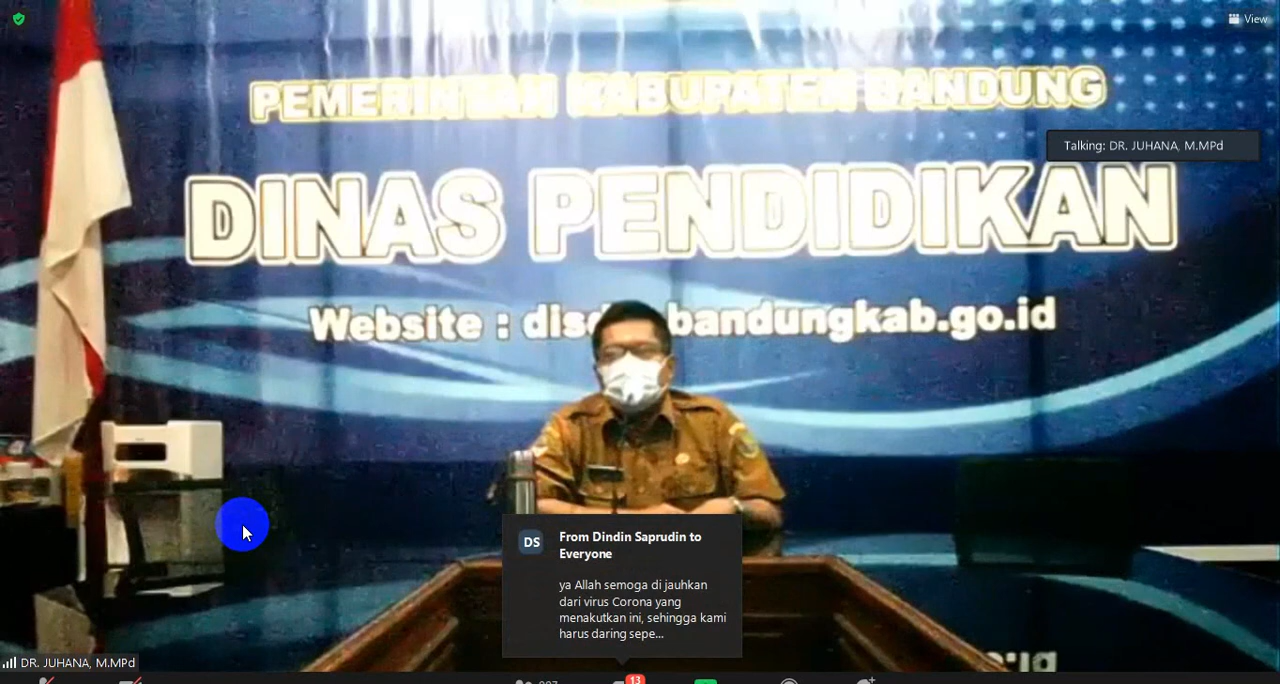 View
PEMERINTAH KABUPATEN BANDUNG
Talking: DR. JUHANA, M.MPd
DINAS PENDIDIKAN
Website : disd bandungkab.go.id
DS
From Dindin Saprudin to
Everyone
ya Allah semoga di jauhkan
dari virus Corona yang
menakutkan ini, sehingga kami
harus daring sepe...
DR. JUHANA, M.MPd
13